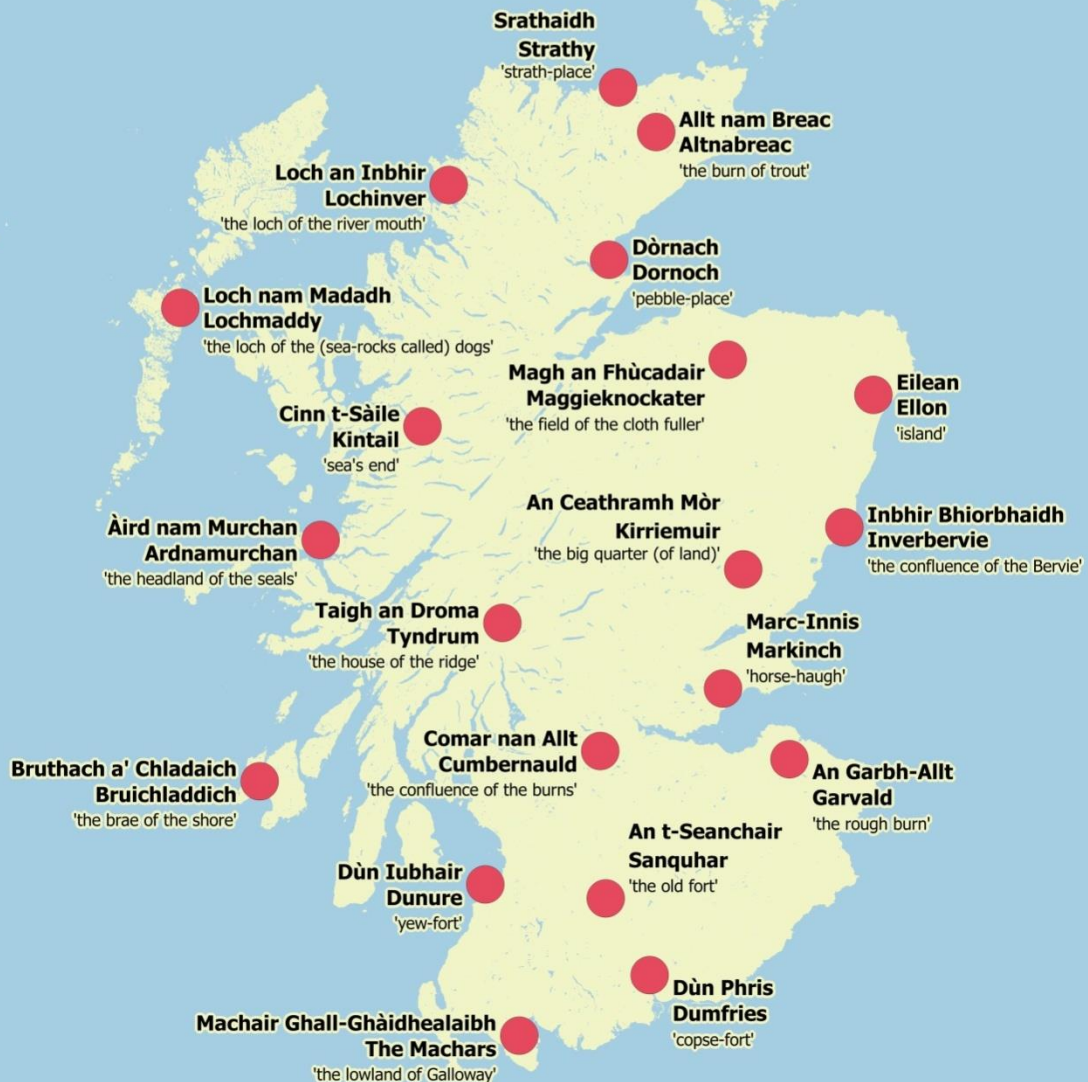 Srathaidh
Strathy
'strath-place'
Allt nam Breac
Altnabreac
'the burn of trout'
Loch an Inbhir
Lochinver
'the loch of the river mouth'
Dòrnach
Dornoch
'pebble-place'
Loch nam Madadh
Lochmaddy
'the loch of the (sea-rocks called) dogs'
Magh an Fhùcadair
Maggieknockater
'the field of the cloth fuller'
Eilean
Ellon
'island'
Cinn t-Sàile
Kintail
'sea's end'
An Ceathramh Mòr
Kirriemuir
'the big quarter (of land)'
Inbhir Bhiorbhaidh
Inverbervie
'the confluence of the Bervie'
Àird nam Murchan
Ardnamurchan
'the headland of the seals'
Taigh an Droma
Tyndrum
'the house of the ridge'
Marc-Innis
Markinch
'horse-haugh'
Comar nan Allt
Cumbernauld
'the confluence of the burns'
Bruthach a' Chladaich
Bruichladdich
'the brae of the shore'
An Garbh-Allt
Garvald
'the rough burn'
An t-Seanchair
Sanquhar
'the old fort'
Dùn Iubhair
Dunure
'yew-fort'
Dùn Phris
Dumfries
'copse-fort'
Machair Ghall-Ghàidhealaibh
The Machars
'the lowland of Galloway'